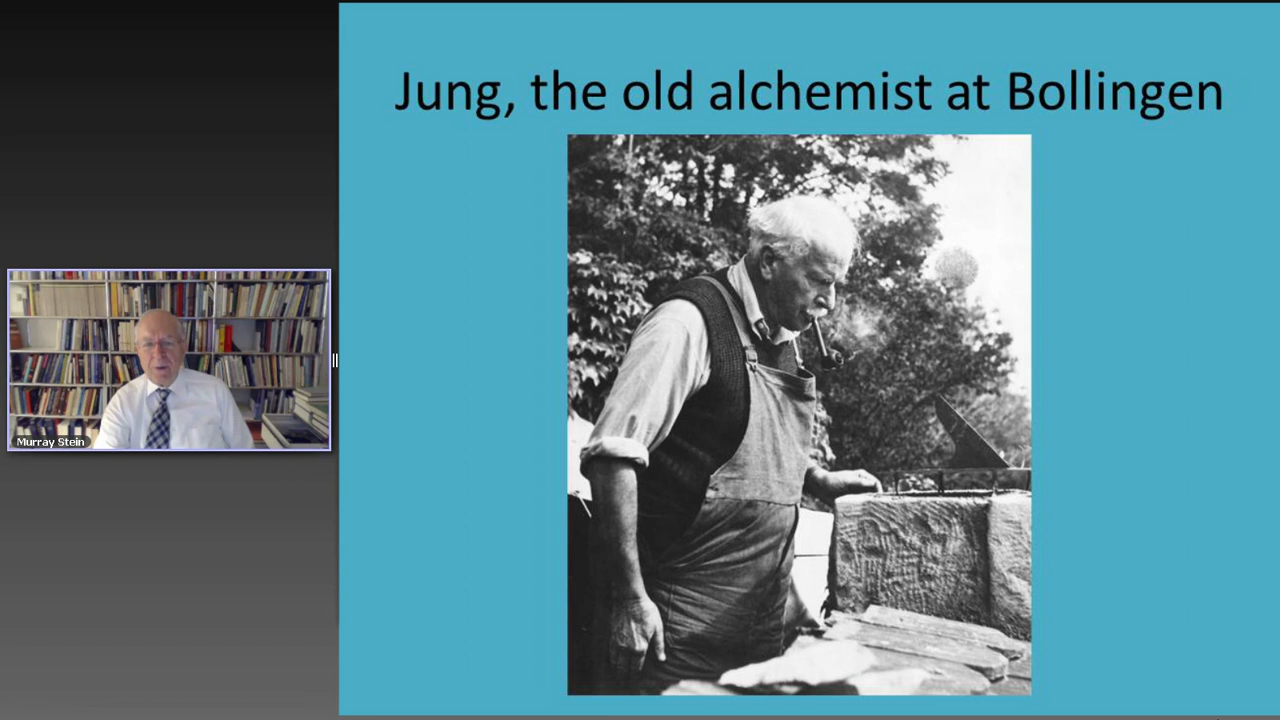 Jung, the old alchemist at Bollingen
Murray Stein